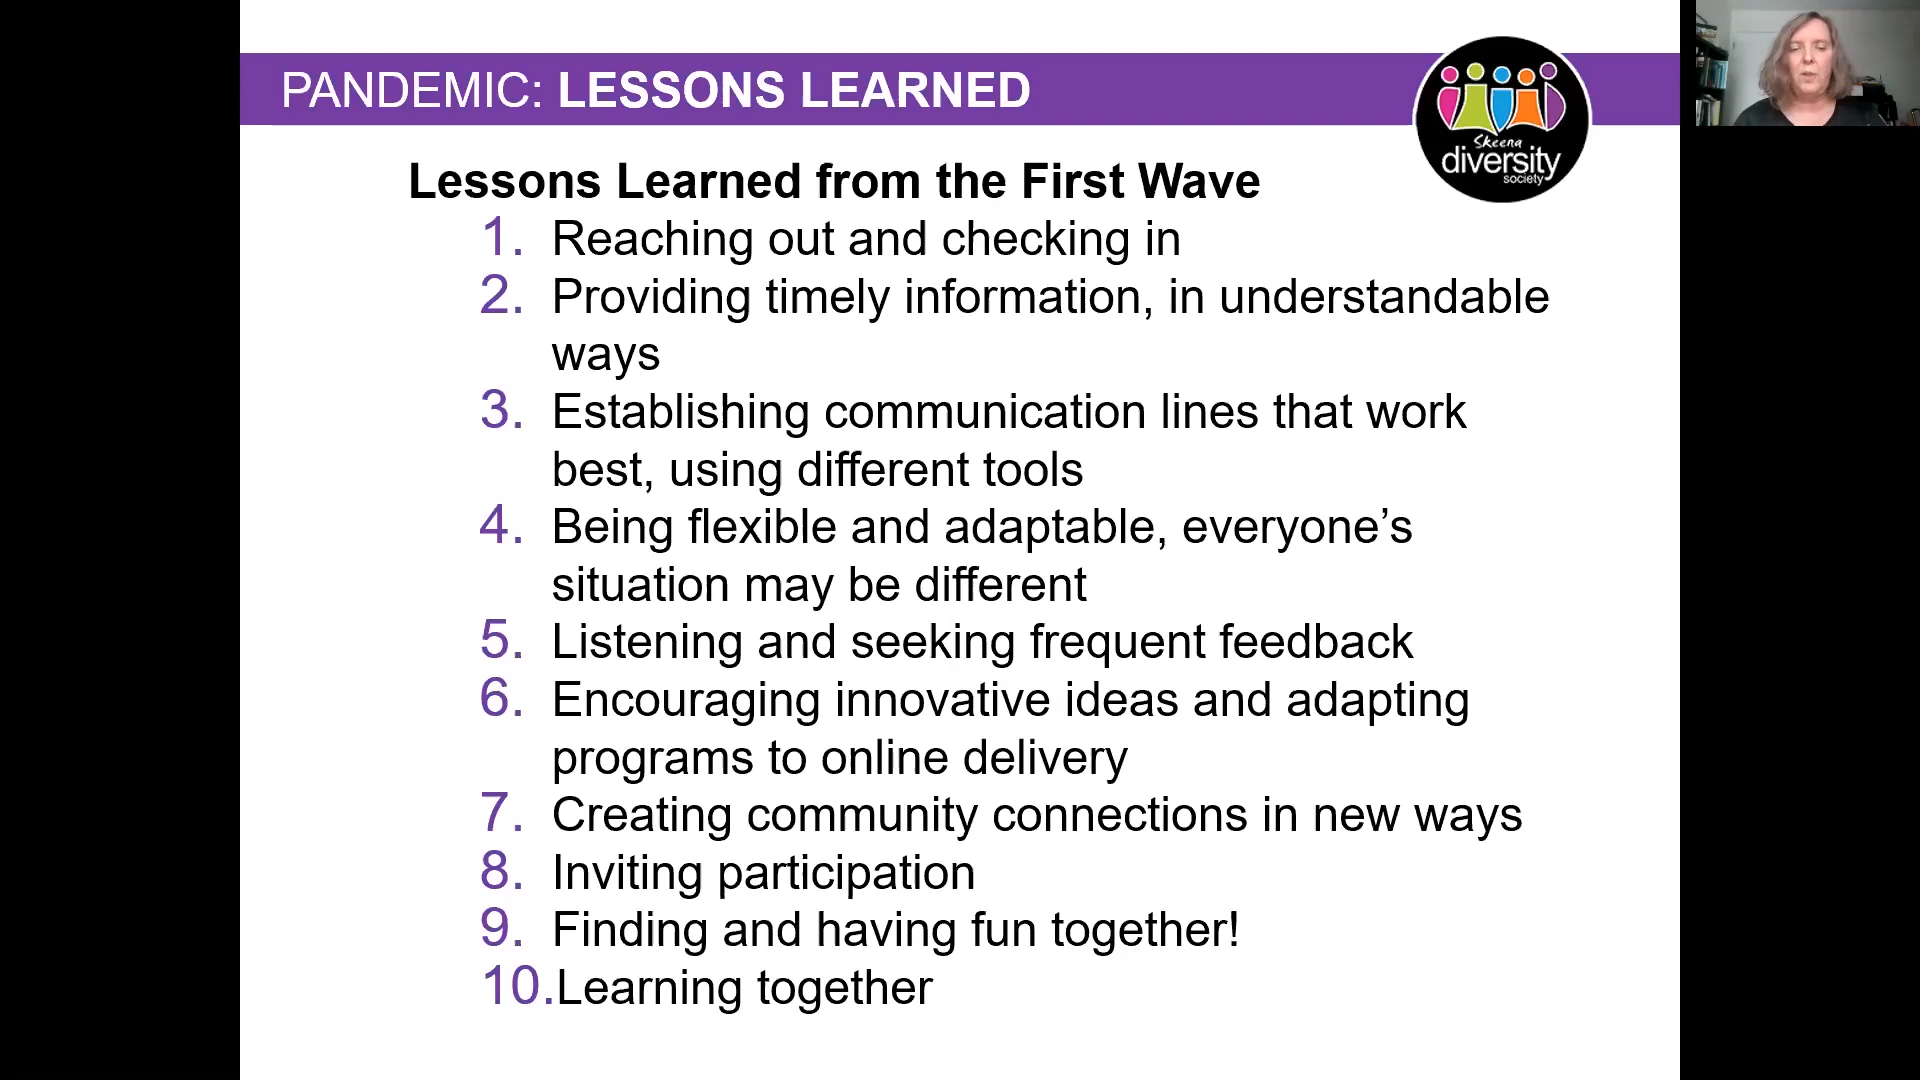 PANDEMIC: LESSONS LEARNED
Skeena
diversity
society
Lessons Learned from the First Wave
1. Reaching out and checking in
2. Providing timely information, in understandable
ways
3. Establishing communication lines that work
best, using different tools
4. Being flexible and adaptable, everyone’s
situation may be different
5. Listening and seeking frequent feedback
6. Encouraging innovative ideas and adapting
programs to online delivery
7. Creating community connections in new ways
8. Inviting participation
9. Finding and having fun together!
10. Learning together